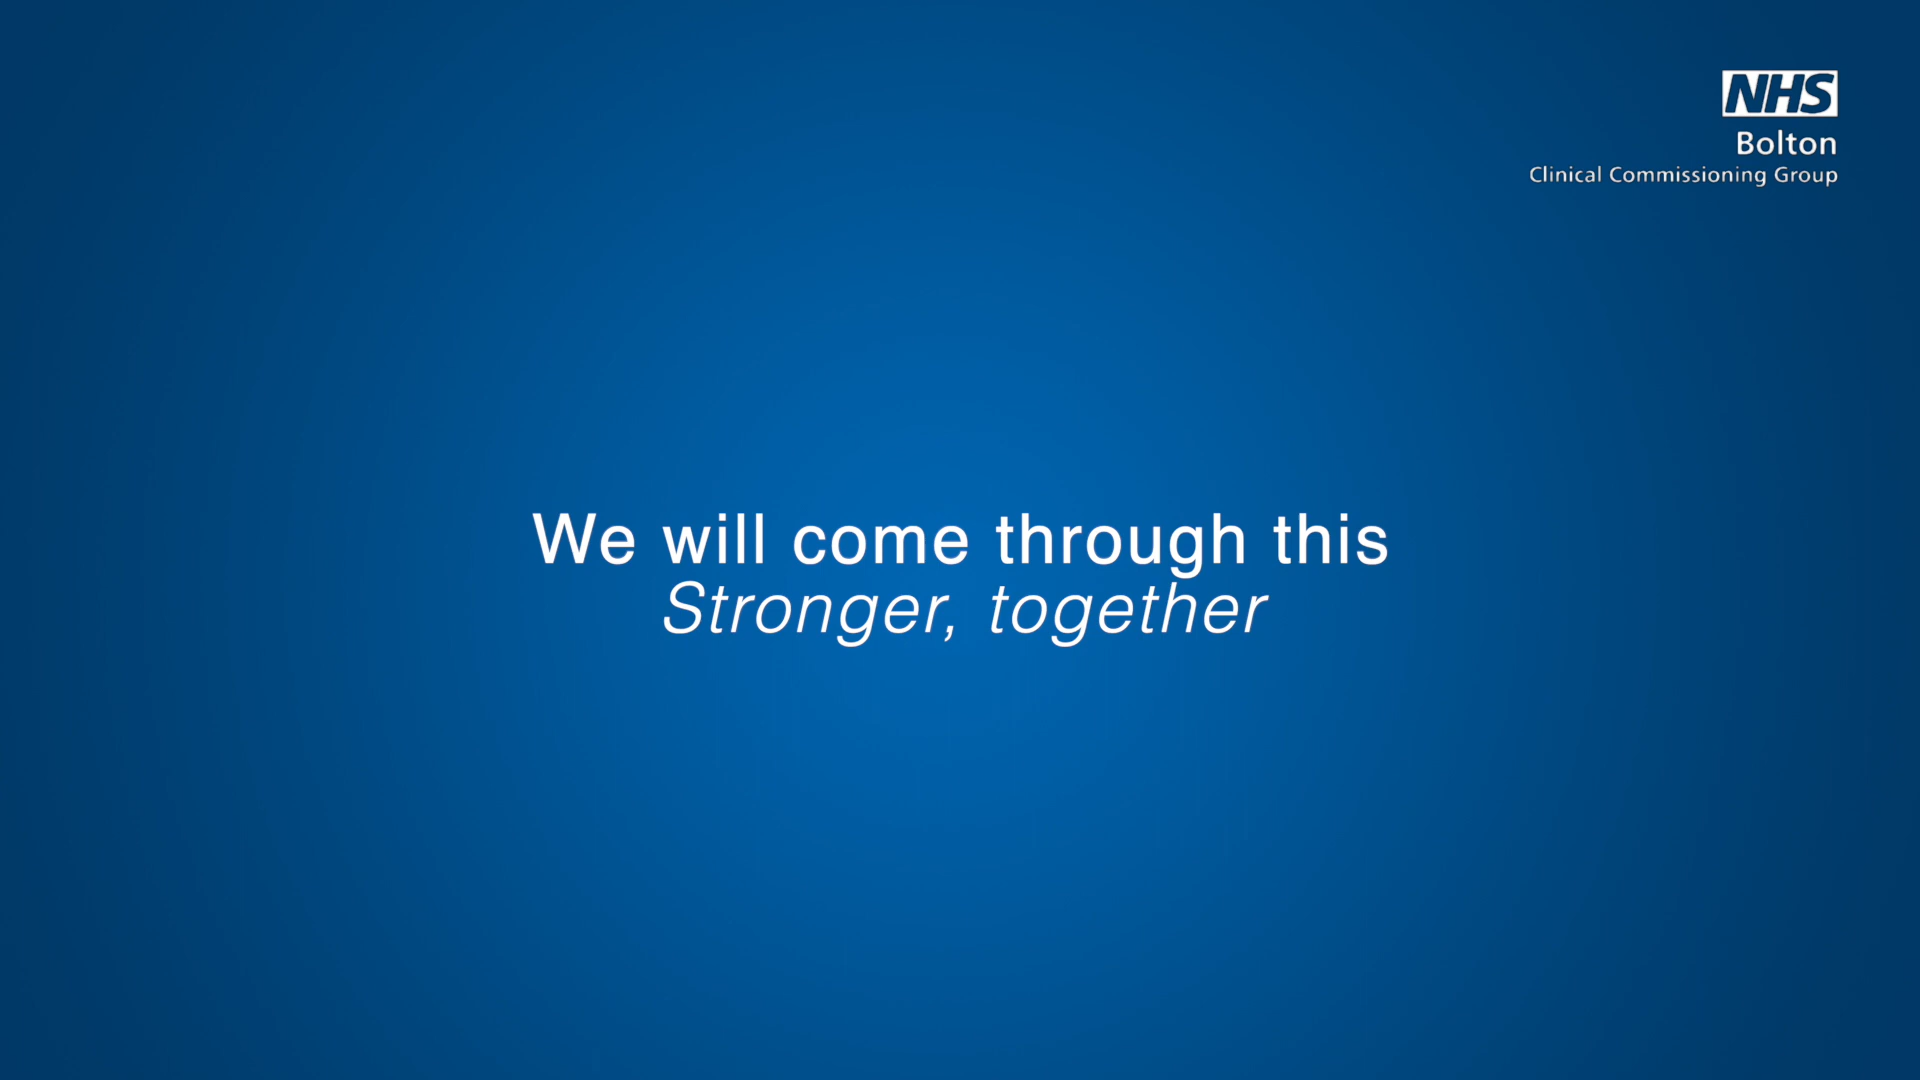 NHS
Bolton
Clinical Commissioning Group
We will come through this
Stronger, together